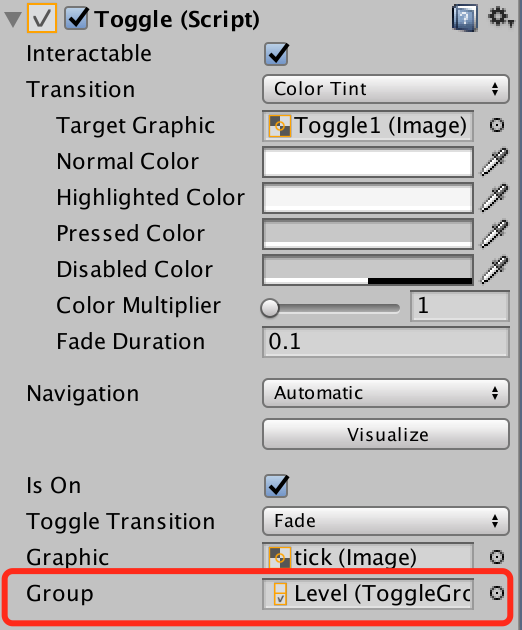 Toggle (Script)
Interactable
Transition Color Tint
Target Graphic Toggle1 (Image)
Normal Color
Highlighted Color
Pressed Color
Disabled Color
Color Multiplier 1
Fade Duration 0.1
Navigation Automatic
Visualize
Is On
Toggle Transition Fade
Graphic tick (Image)
Group Level (ToggleGro